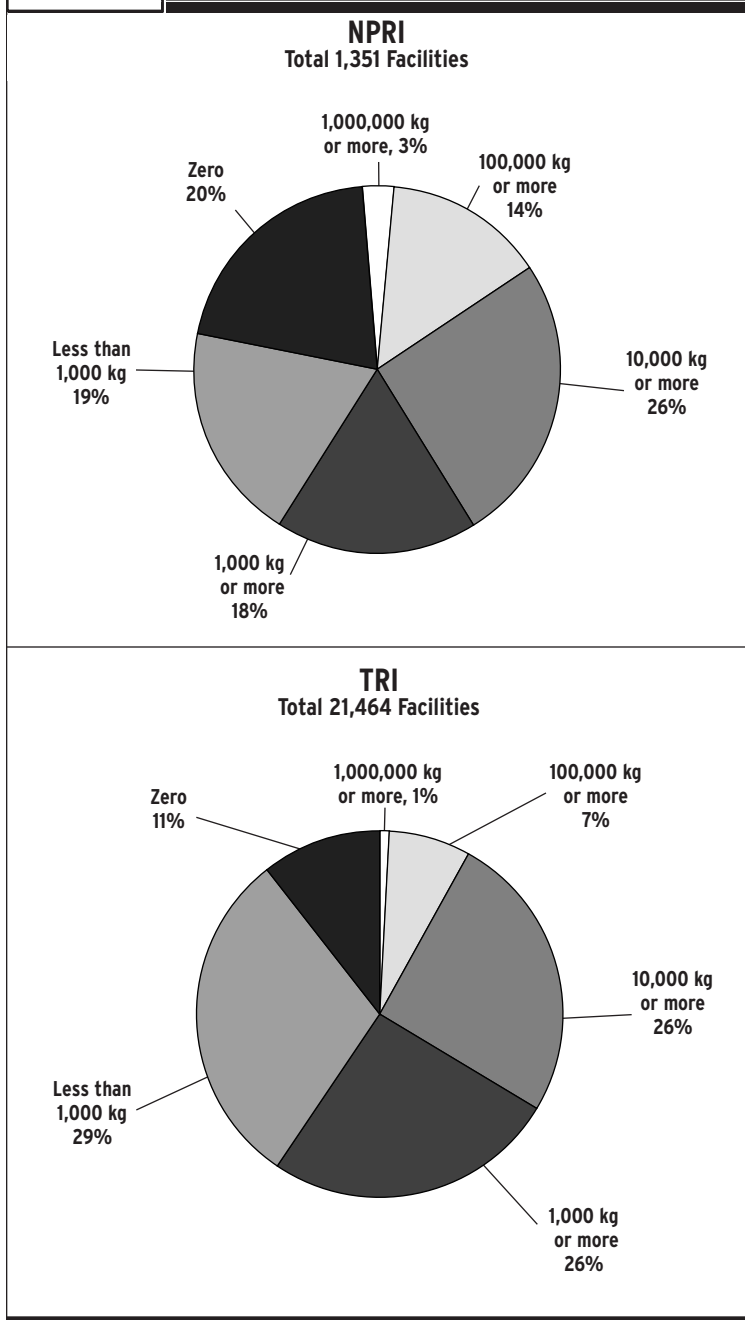 NPRI
Total 1,351 Facilities
1,000,000 kg
or more, 3%
100,000 kg
or more
14%
Zero
20%
10,000 kg
or more
26%
Less than
1,000 kg
19%
1,000 kg
or more
18%
TRI
Total 21,464 Facilities
1,000,000 kg
or more, 1%
100,000 kg
or more
7%
Zero
11%
10,000 kg
or more
26%
Less than
1,000 kg
29%
1,000 kg
or more
26%